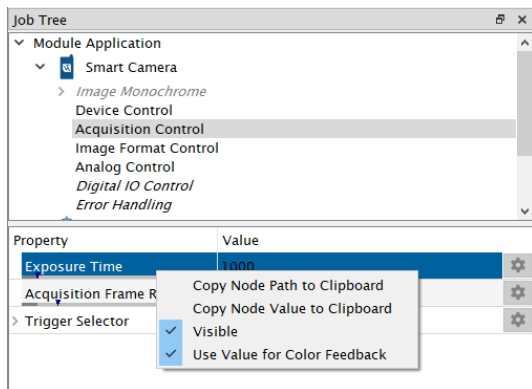 Job Tree
Module Application
Smart Camera
Image Monochrome
Device Control
Acquisition Control
Image Format Control
Analog Control
Digital IO Control
Error Handling
Property Value
Exposure Time 1000
Acquisition Frame R
Trigger Selector
Copy Node Path to Clipboard
Copy Node Value to Clipboard
Visible
Use Value for Color Feedback